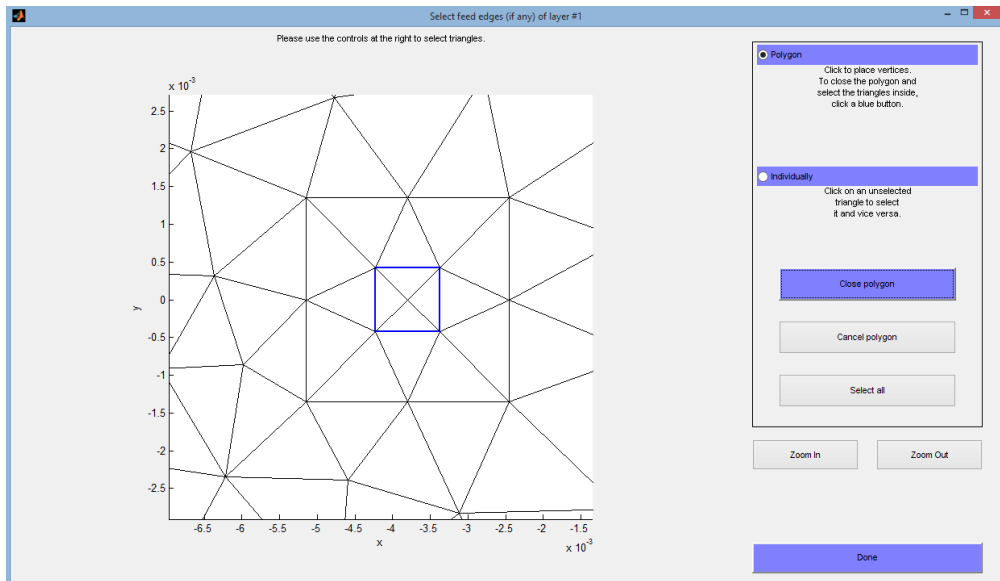 Select feed edges (if any) of layer #1
Please use the controls at the right to select triangles.
x 10^-3
2.5
2
1.5
1
0.5
0
-0.5
-1
-1.5
-2
-2.5
y
-6.5 -6 -5.5 -5 -4.5 -4 -3.5 -3 -2.5 -2 -1.5
x
x 10^-3
Polygon
Click to place vertices.
To close the polygon and
select the triangles inside,
click a blue button.
Individually
Click on an unselected
triangle to select
it and vice versa.
Close polygon
Cancel polygon
Select all
Zoom In
Zoom Out
Done